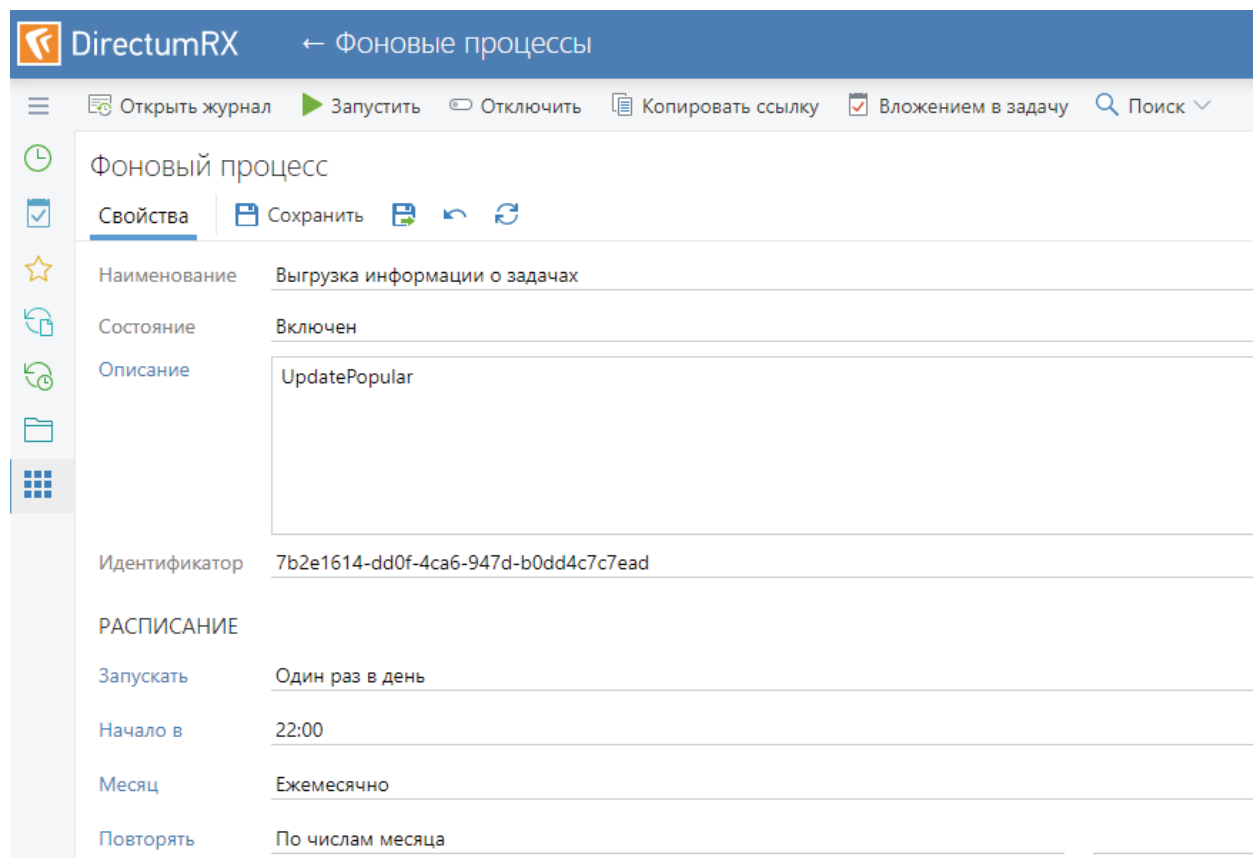 DirectumRX ← Фоновые процессы
Открыть журнал Запустить Отключить Копировать ссылку Вложением в задачу Поиск
Фоновый процесс
Свойства Сохранить
Наименование Выгрузка информации о задачах
Состояние Включен
Описание UpdatePopular
Идентификатор 7b2e1614-dd0f-4ca6-947d-b0dd4c7c7ead
РАСПИСАНИЕ
Запускать Один раз в день
Начало в 22:00
Месяц Ежемесячно
Повторять По числам месяца